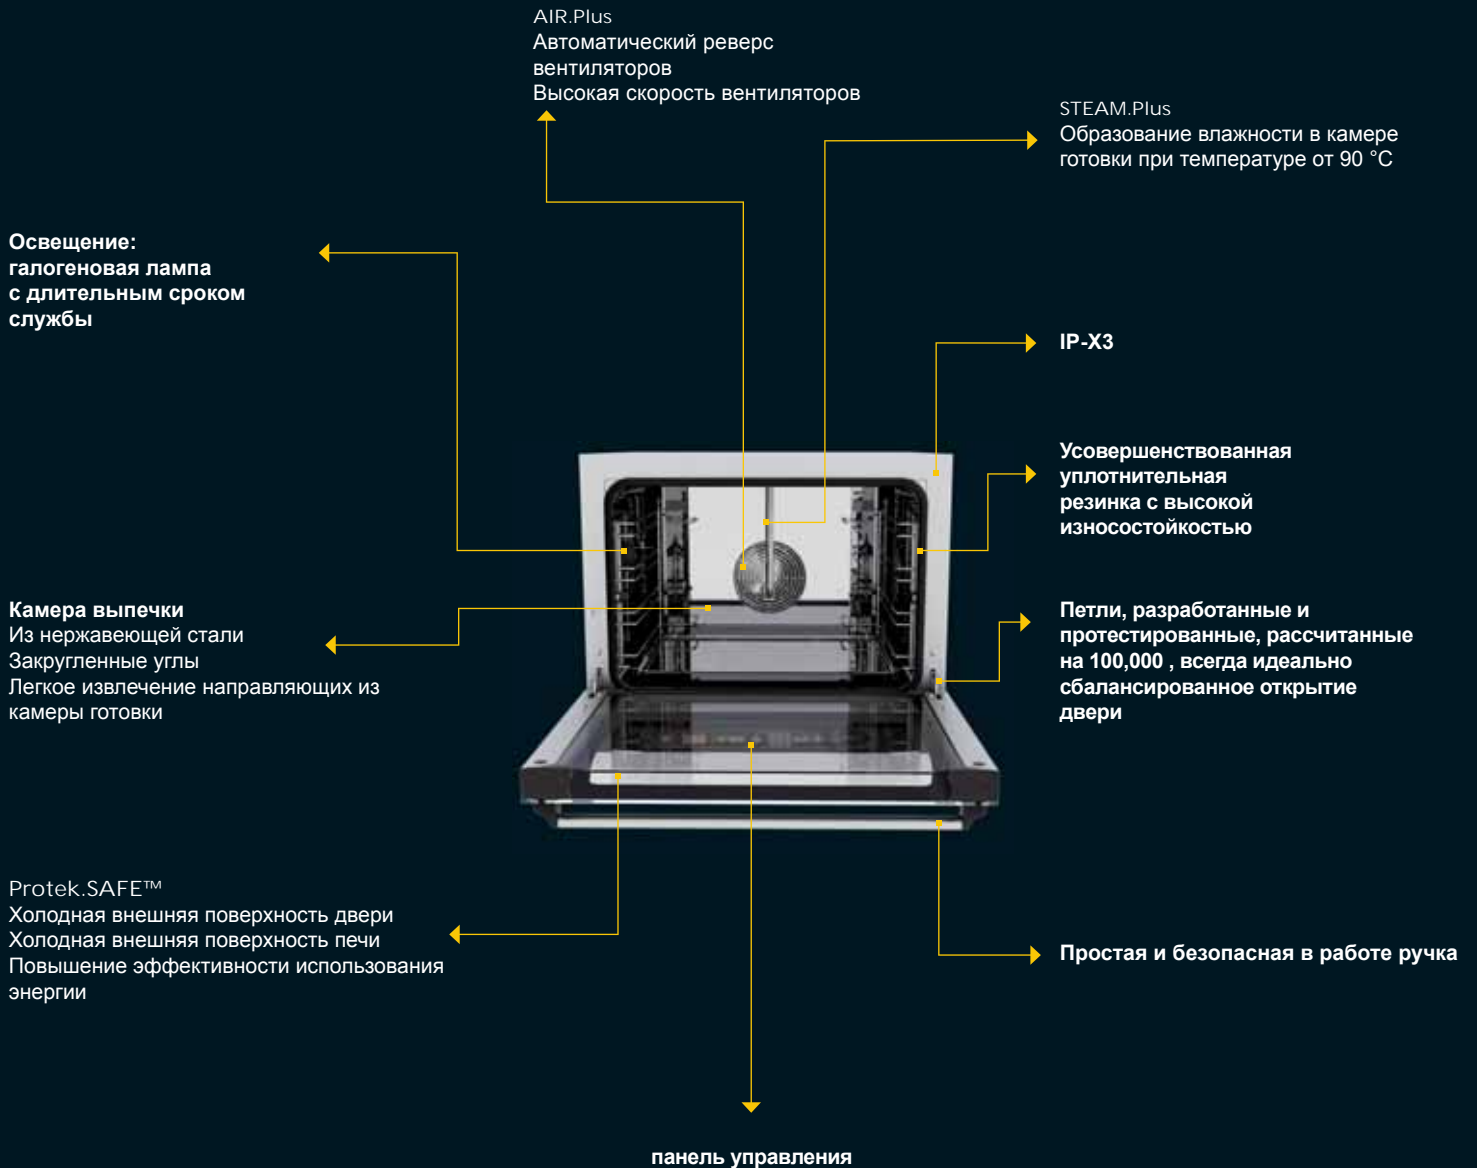 AIR.Plus
Автоматический реверс
вентиляторов
Высокая скорость вентиляторов
STEAM.Plus
Образование влажности в камере
готовки при температуре от 90 °C
Освещение:
галогеновая лампа
с длительным сроком
службы
IP-X3
Усовершенствованная
уплотнительная
резинка с высокой
износостойкостью
Камера выпечки
Из нержавеющей стали
Закругленные углы
Легкое извлечение направляющих из
камеры готовки
Петли, разработанные и
протестированные, рассчитанные
на 100,000 , всегда идеально
сбалансированное открытие
двери
Protek.SAFE™
Холодная внешняя поверхность двери
Холодная внешняя поверхность печи
Повышение эффективности использования
энергии
Простая и безопасная в работе ручка
панель управления